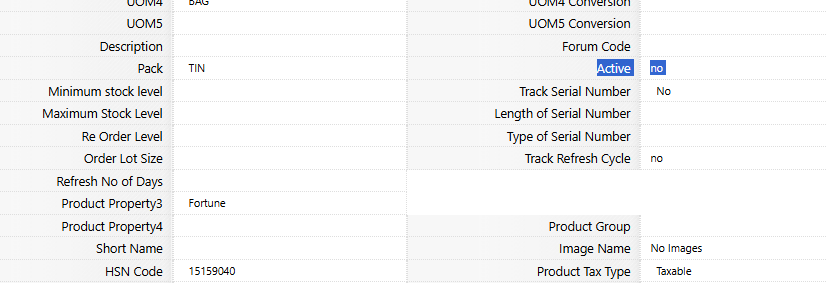 UOM4 BAG UOM4 Conversion
UOM5 UOM5 Conversion
Description Forum Code
Pack TIN Active no
Minimum stock level Track Serial Number No
Maximum Stock Level Length of Serial Number
Re Order Level Type of Serial Number
Order Lot Size Track Refresh Cycle no
Refresh No of Days
Product Property3 Fortune
Product Property4 Product Group
Short Name Image Name No Images
HSN Code 15159040 Product Tax Type Taxable